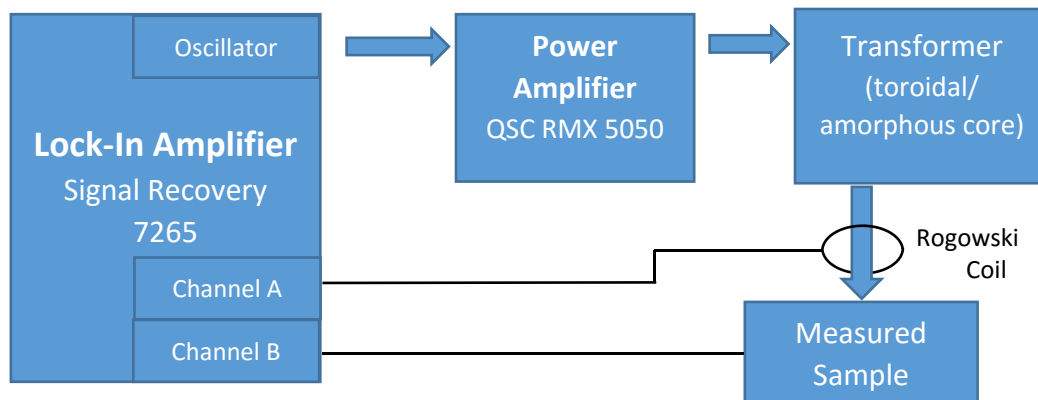 Oscillator
Lock-In Amplifier
Signal Recovery
7265
Channel A
Channel B
Power
Amplifier
QSC RMX 5050
Transformer
(toroidal/
amorphous core)
Rogowski
Coil
Measured
Sample